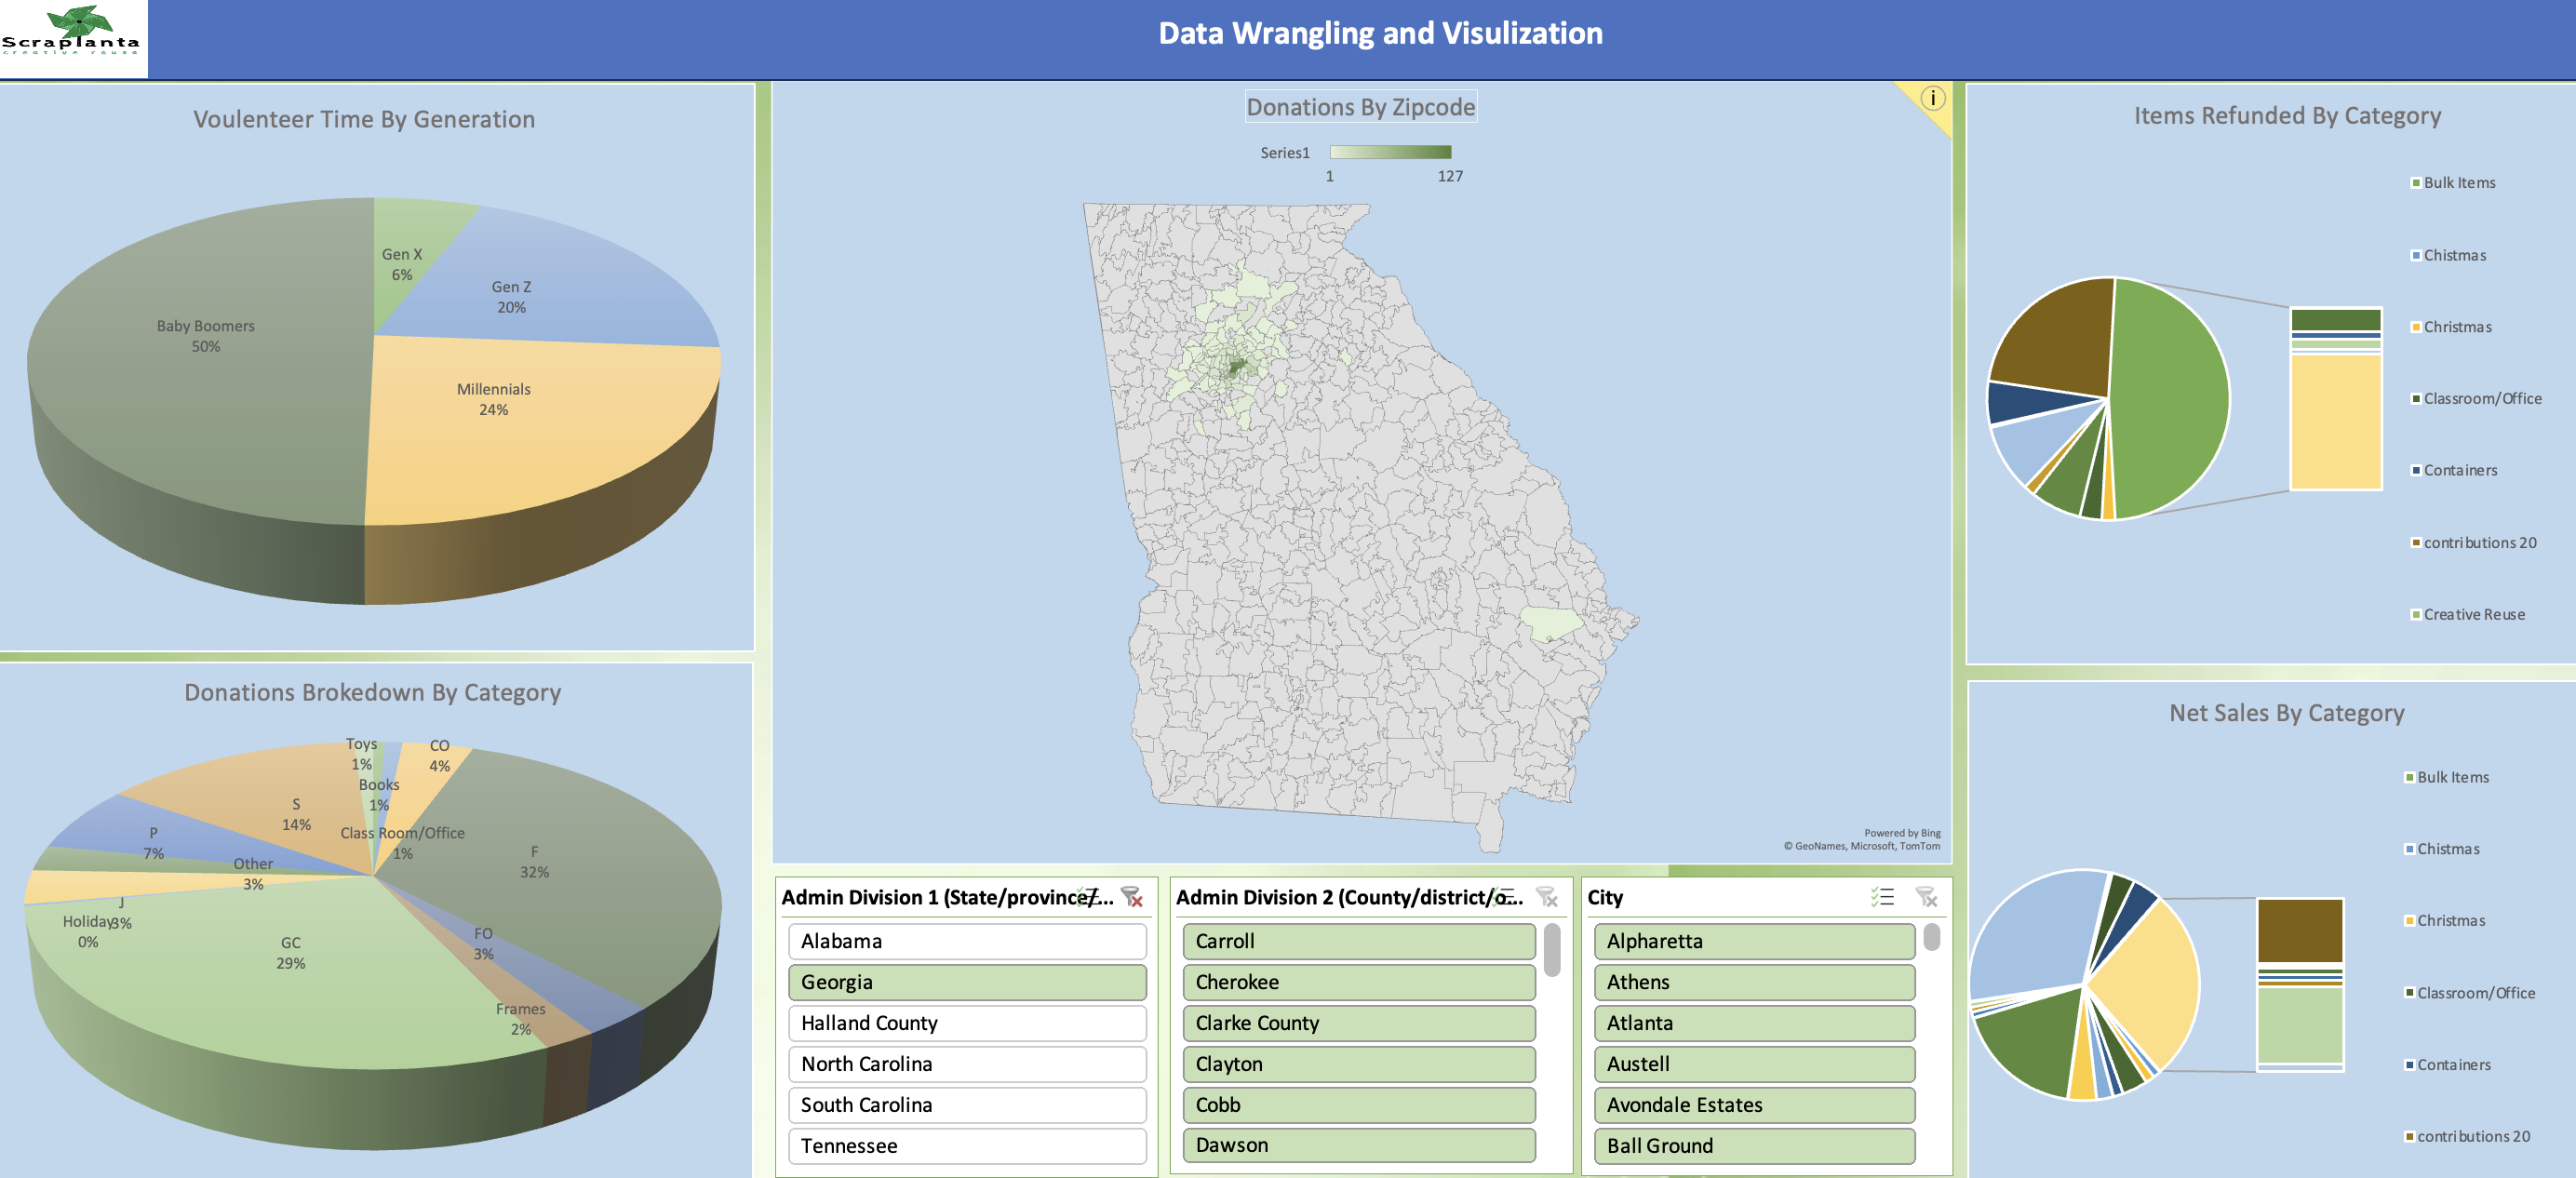 Scraplanta
creative reuse
Data Wrangling and Visulization
Voulenteer Time By Generation
Gen X
6%
Gen Z
20%
Baby Boomers
50%
Millennials
24%
Donations Brokedown By Category
Toys
1%
CO
4%
Books
1%
S
14%
Class Room/Office
1%
P
7%
F
32%
Other
3%
J
3%
Holiday
0%
GC
29%
FO
3%
Frames
2%
Donations By Zipcode
i
Series1
1 127
Powered by Bing
© GeoNames, Microsoft, TomTom
Admin Division 1 (State/province/...
Alabama
Georgia
Halland County
North Carolina
South Carolina
Tennessee
Admin Division 2 (County/district/o...
Carroll
Cherokee
Clarke County
Clayton
Cobb
Dawson
City
Alpharetta
Athens
Atlanta
Austell
Avondale Estates
Ball Ground
Items Refunded By Category
Bulk Items
Chistmas
Christmas
Classroom/Office
Containers
contributions 20
Creative Reuse
Net Sales By Category
Bulk Items
Chistmas
Christmas
Classroom/Office
Containers
contributions 20